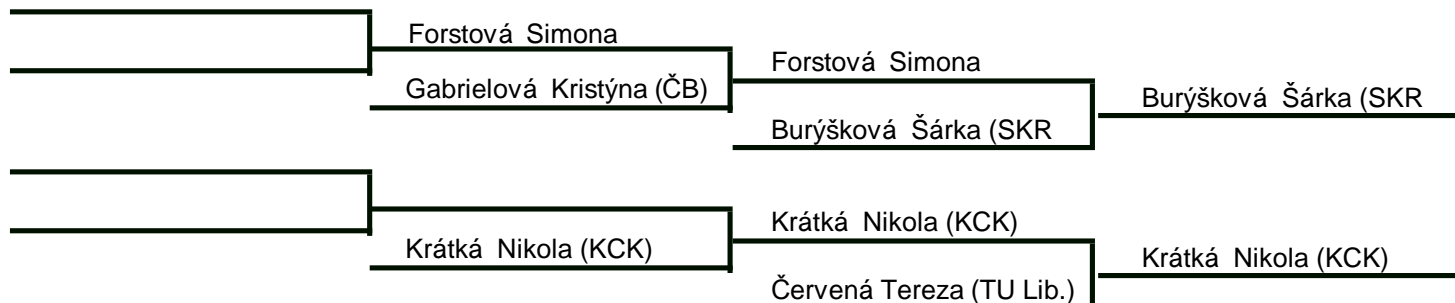 Forstová Simona
Gabrielová Kristýna (ČB)
Forstová Simona
Burýšková Šárka (SKR
Burýšková Šárka (SKR
Krátká Nikola (KCK)
Krátká Nikola (KCK)
Červená Tereza (TU Lib.)
Krátká Nikola (KCK)